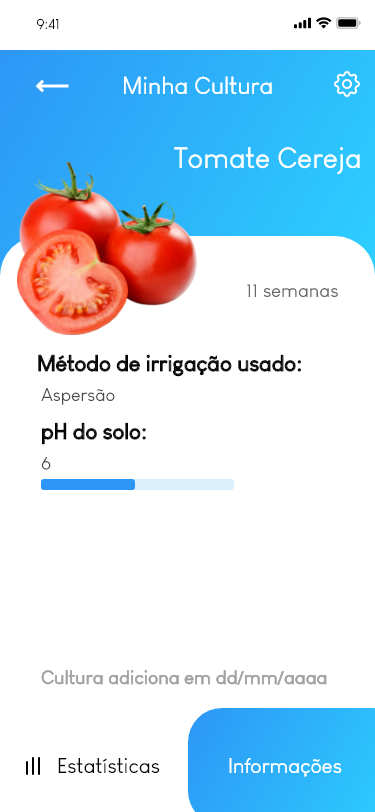 9:41
Minha Cultura
Tomate Cereja
11 semanas
Método de irrigação usado:
Aspersão
pH do solo:
6
Cultura adiciona em dd/mm/aaaa
Estatísticas
Informações